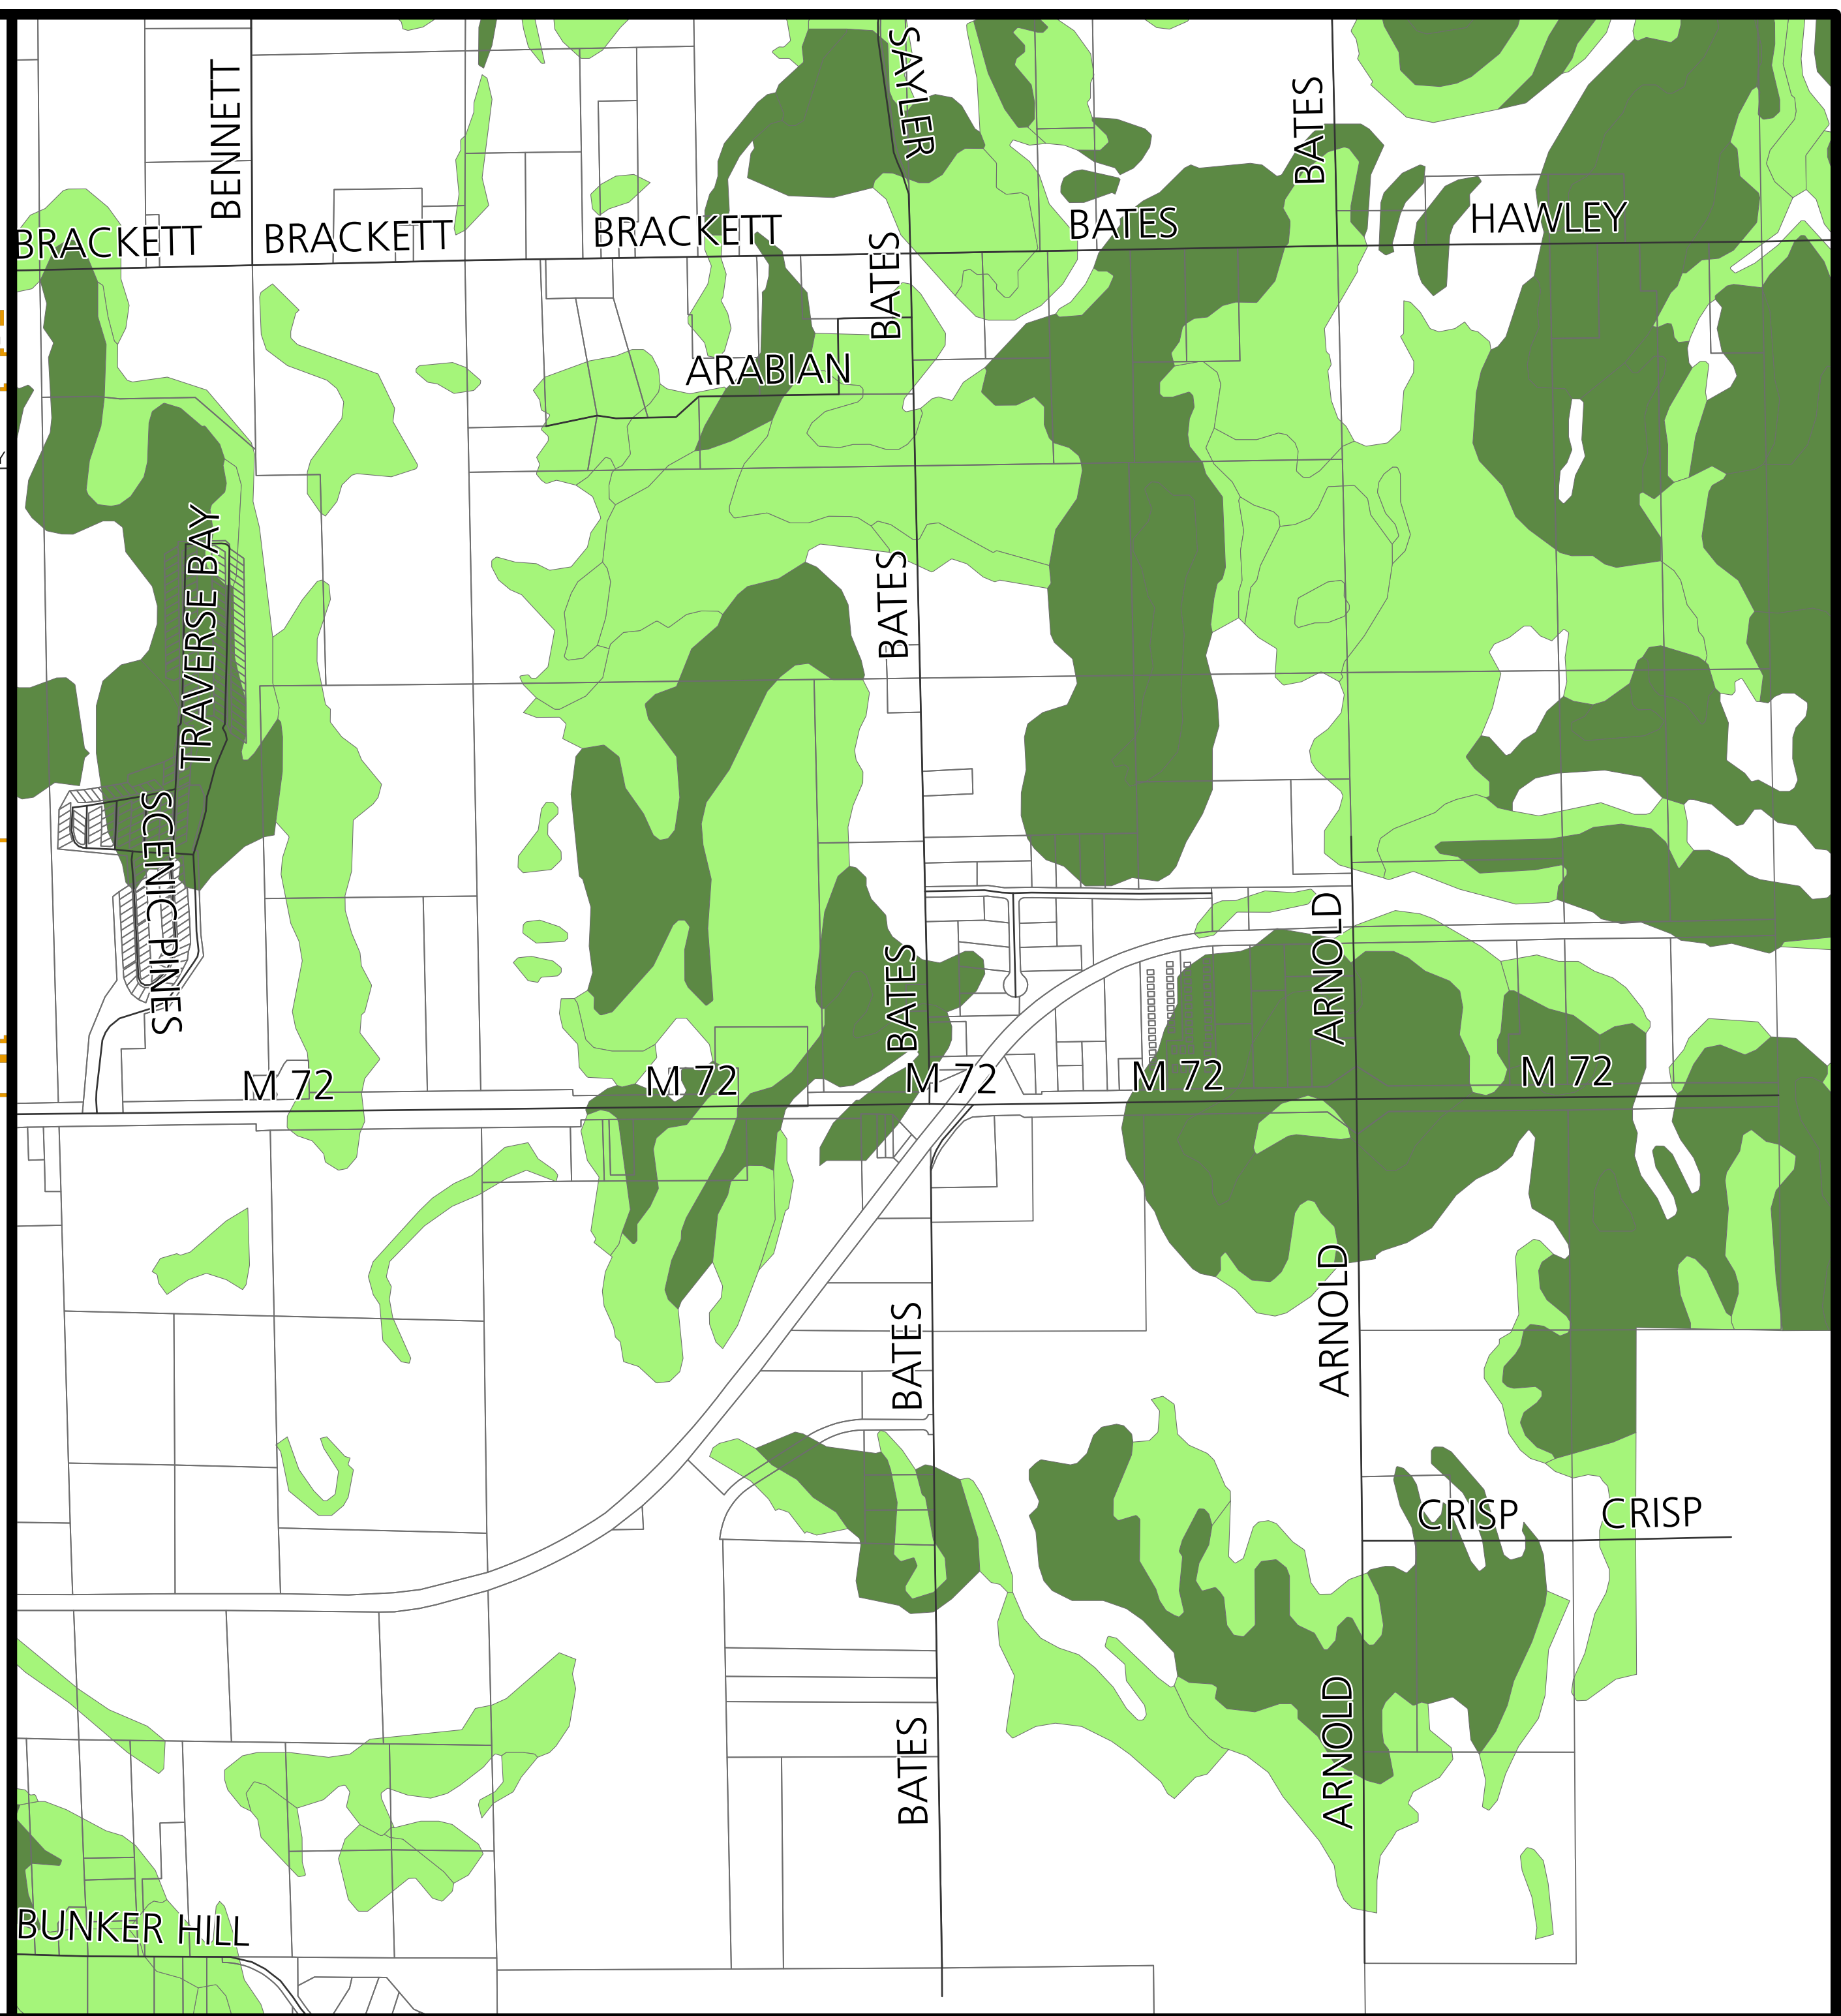 SAYLER
BENNETT
BATES
BRACKETT
BRACKETT
BRACKETT
BATES
HAWLEY
BATES
ARABIAN
Y
TRAVERSE BAY
BATES
SCENIC PINES
ARNOLD
BATES
M 72
M 72
M 72
M 72
M 72
ARNOLD
BATES
CRISP
CRISP
ARNOLD
BATES
BUNKER HILL